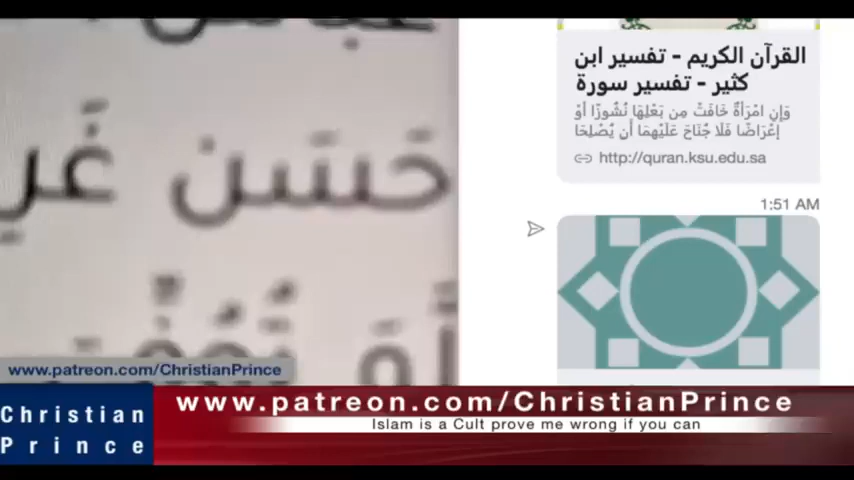 حَسَن غَر
القرآن الكريم - تفسير ابن
كثير - تفسير سورة
وَإِنِ امْرَأَةٌ خَافَتْ مِن بَعْلِهَا نُشُوزًا أَوْ
إِعْرَاضًا فَلَا جُنَاحَ عَلَيْهِمَا أَن يُصْلِحَا
http://quran.ksu.edu.sa
1:51 AM
www.patreon.com/ChristianPrince
Christian
Prince
www.patreon.com/ChristianPrince
Islam is a Cult prove me wrong if you can